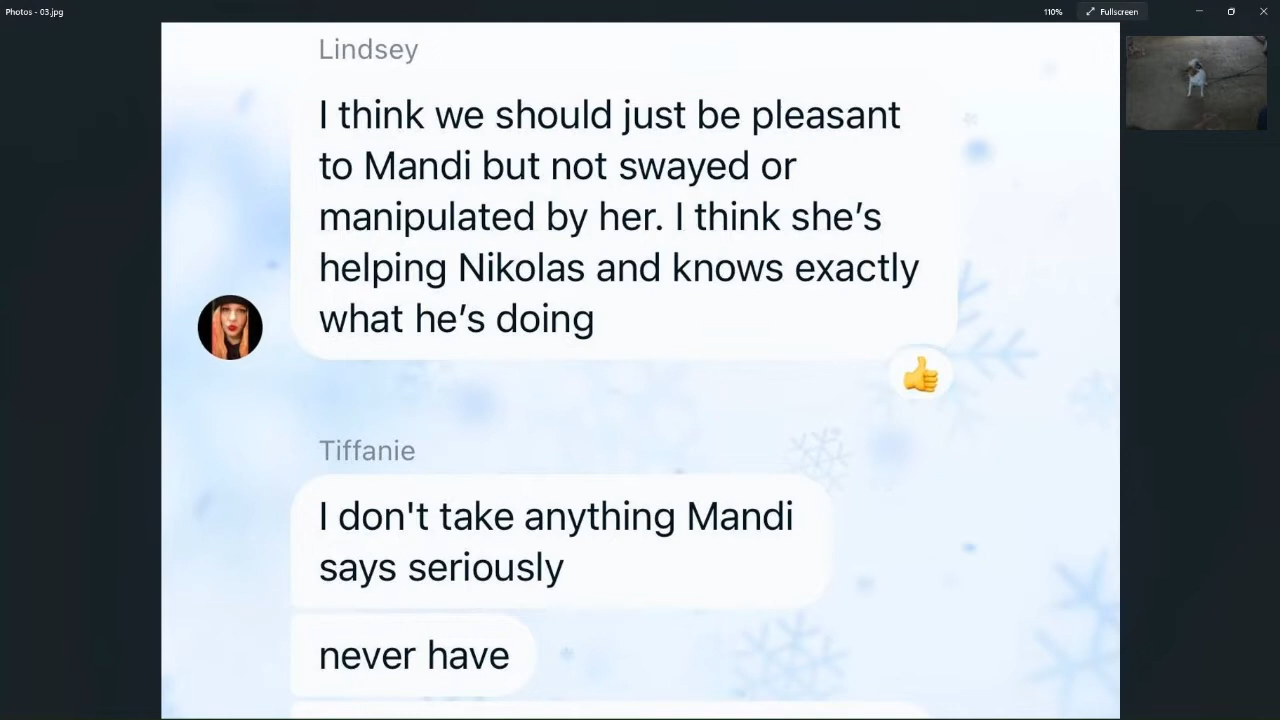 Photos - 03.jpg
110%
Fullscreen
Lindsey
I think we should just be pleasant
to Mandi but not swayed or
manipulated by her. I think she’s
helping Nikolas and knows exactly
what he’s doing
Tiffanie
I don't take anything Mandi
says seriously
never have